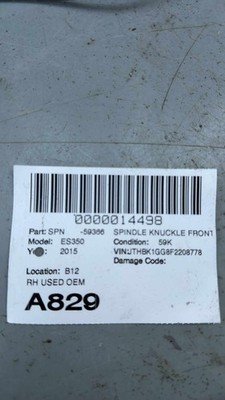 0000014498
Part: SPN -59366 SPINDLE KNUCKLE FRONT
Model: ES350 Condition: 59K
2015 VIN:JTHBK1GG8F2208778
Damage Code:
Location: B12
RH USED OEM
A829